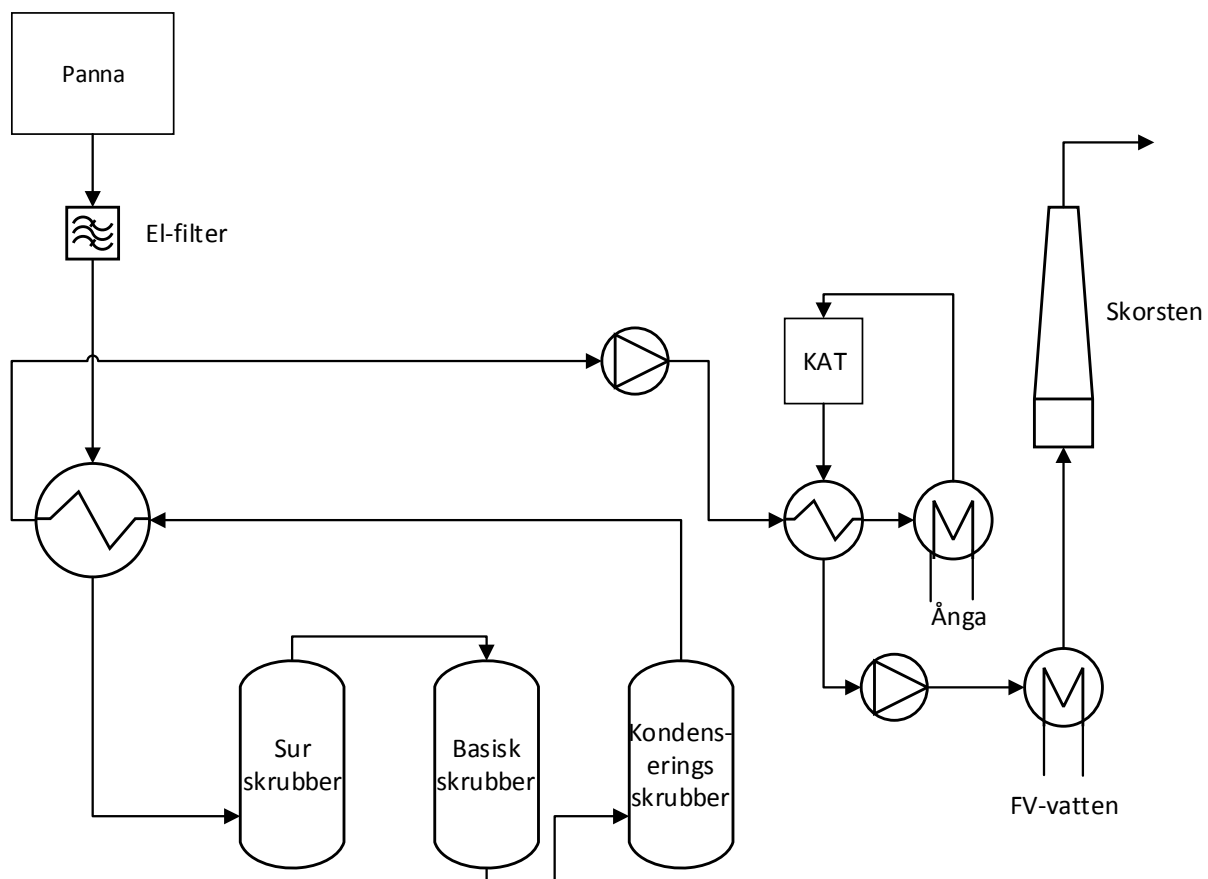 Panna
El-filter
Skorsten
KAT
Ånga
Sur
skrubber
Basisk
skrubber
Kondens-
erings
skrubber
FV-vatten